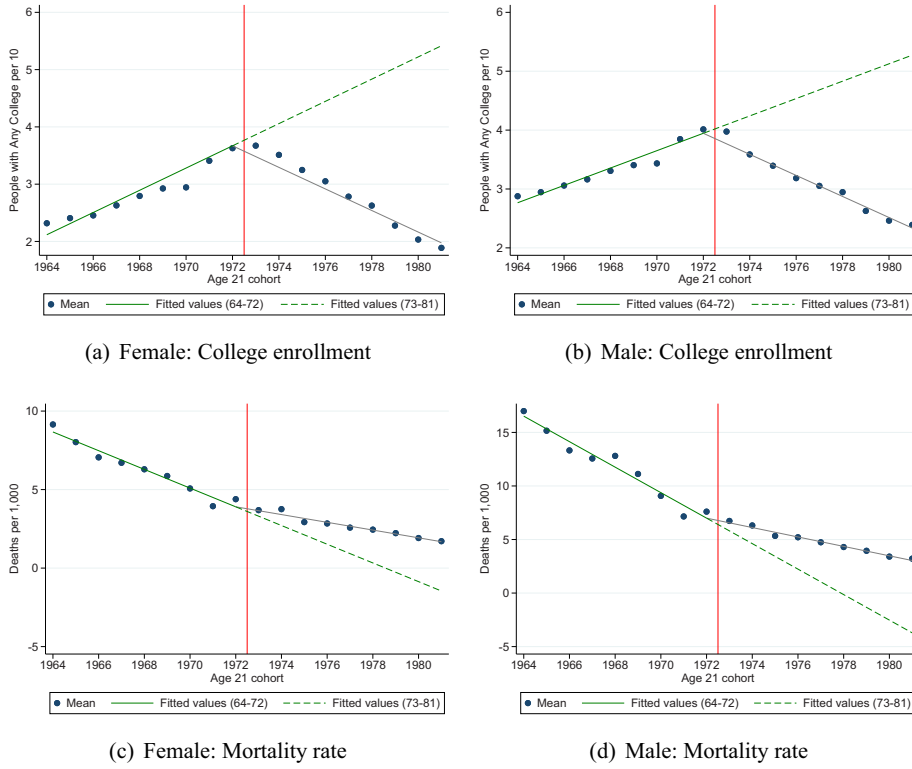 6
5
4
3
2
People with Any College per 10
1964 1966 1968 1970 1972 1974 1976 1978 1980
Age 21 cohort
Mean Fitted values (64-72) Fitted values (73-81)
(a) Female: College enrollment
6
5
4
3
2
People with Any College per 10
1964 1966 1968 1970 1972 1974 1976 1978 1980
Age 21 cohort
Mean Fitted values (64-72) Fitted values (73-81)
(b) Male: College enrollment
10
5
0
-5
Deaths per 1,000
1964 1966 1968 1970 1972 1974 1976 1978 1980
Age 21 cohort
Mean Fitted values (64-72) Fitted values (73-81)
(c) Female: Mortality rate
15
10
5
0
-5
Deaths per 1,000
1964 1966 1968 1970 1972 1974 1976 1978 1980
Age 21 cohort
Mean Fitted values (64-72) Fitted values (73-81)
(d) Male: Mortality rate